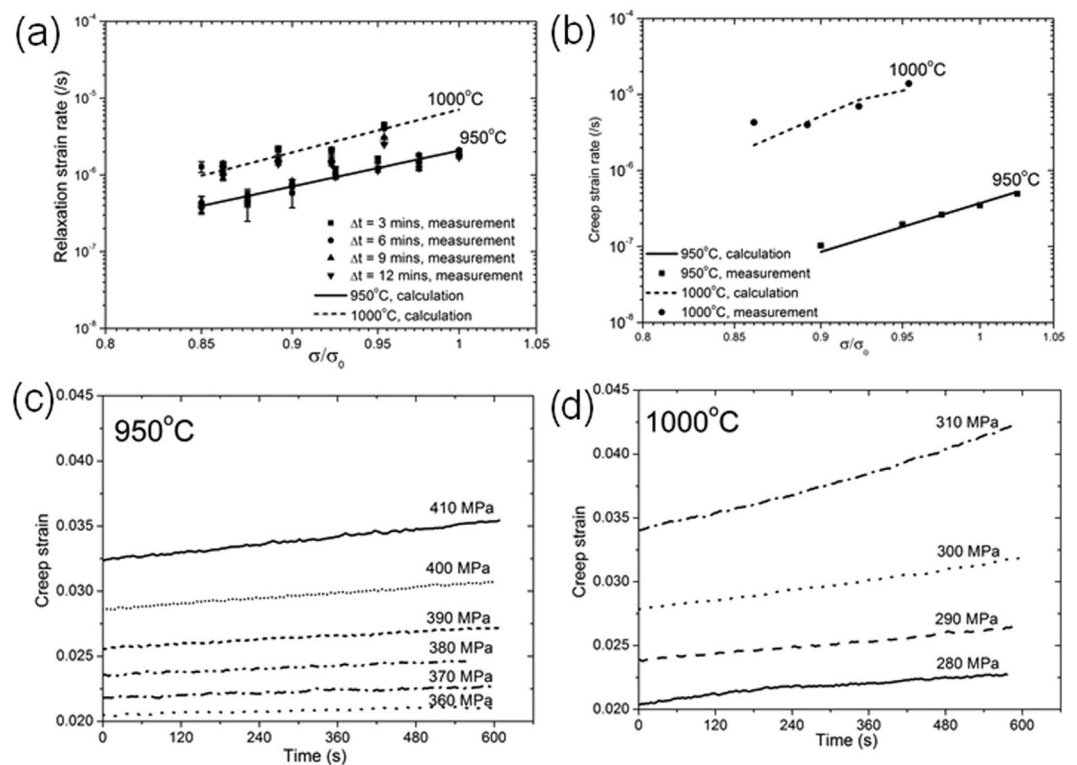 (a)
Relaxation strain rate (/s)
10⁻⁴
10⁻⁵
10⁻⁶
10⁻⁷
10⁻⁸
1000°C
950°C
Δt = 3 mins, measurement
Δt = 6 mins, measurement
Δt = 9 mins, measurement
Δt = 12 mins, measurement
950°C, calculation
1000°C, calculation
0.8 0.85 0.9 0.95 1 1.05
σ/σ₀
(b)
Creep strain rate (/s)
10⁻⁴
10⁻⁵
10⁻⁶
10⁻⁷
10⁻⁸
1000°C
950°C
950°C, calculation
950°C, measurement
1000°C, calculation
1000°C, measurement
0.8 0.85 0.9 0.95 1 1.05
σ/σ₀
(c)
950°C
Creep strain
0.045
0.040
0.035
0.030
0.025
0.020
410 MPa
400 MPa
390 MPa
380 MPa
370 MPa
360 MPa
0 120 240 360 480 600
Time (s)
(d)
1000°C
Creep strain
0.045
0.040
0.035
0.030
0.025
0.020
310 MPa
300 MPa
290 MPa
280 MPa
0 120 240 360 480 600
Time (s)